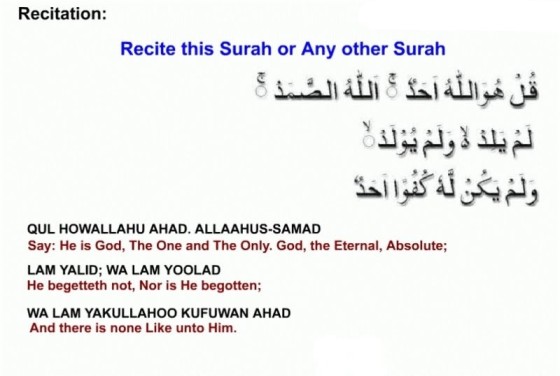 Recitation:
Recite this Surah or Any other Surah
قُلْ هُوَاللّٰهُ اَحَدٌ ۚ اَللّٰهُ الصَّمَدُ ۚ
لَمْ يَلِدْ ۙ وَلَمْ يُوْلَدْ ۙ
وَلَمْ يَكُنْ لَّهٗ كُفُوًا اَحَدٌ
QUL HOWALLAHU AHAD. ALLAAHUS-SAMAD
Say: He is God, The One and The Only. God, the Eternal, Absolute;
LAM YALID; WA LAM YOOLAD
He begetteth not, Nor is He begotten;
WA LAM YAKULLAHOO KUFUWAN AHAD
And there is none Like unto Him.